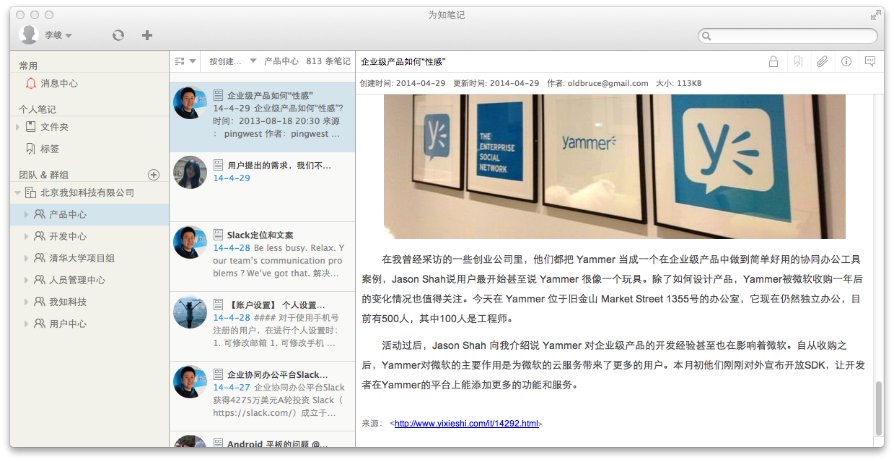 为知笔记
李峻
常用
消息中心
个人笔记
文件夹
标签
团队 & 群组
北京我知科技有限公司
产品中心
开发中心
清华大学项目组
人员管理中心
我知科技
用户中心
按创建... 产品中心 813 条笔记
企业级产品如何“性感”
14-4-29 企业级产品如何“性感”?
时间：2013-08-18 20:30 来源
： pingwest 作者：pingwest ...
用户提出的需求，我们不...
14-4-29
Slack定位和文案
14-4-28 Be less busy. Relax. Y
our team's communication pro
blems ? We've got that. 解决...
【账户设置】 个人设置...
14-4-28 #### 对于使用手机号
注册的用户，在进行个人设置时：
1. 可修改邮箱 1. 可修改手机 ...
企业协同办公平台Slack...
14-4-27 企业协同办公平台Slack
获得4275万美元A轮投资 Slack（
https://slack.com/）成立于...
Android 平板的问题 @...
企业级产品如何“性感”
创建时间: 2014-04-29 更新时间: 2014-04-29 作者: oldbruce@gmail.com 大小: 113KB
THE
ENTERPRISE
SOCIAL
NETWORK
yammer
在我曾经采访的一些创业公司里，他们都把 Yammer 当成一个在企业级产品中做到简单好用的协同办公工具
案例，Jason Shah说用户最开始甚至说 Yammer 很像一个玩具。除了如何设计产品，Yammer被微软收购一年后
的变化情况也值得关注。今天在 Yammer 位于旧金山 Market Street 1355号的办公室，它现在仍然独立办公，目
前有500人，其中100人是工程师。
活动过后，Jason Shah 向我介绍说 Yammer 对企业级产品的开发经验甚至也在影响着微软。自从收购之
后，Yammer对微软的主要作用是为微软的云服务带来了更多的用户。本月初他们刚刚对外宣布开放SDK，让开发
者在Yammer的平台上能添加更多的功能和服务。
来源： <http://www.yixieshi.com/it/14292.html>